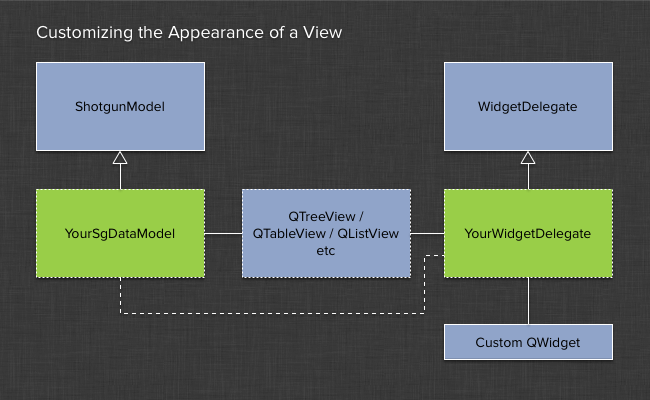 Customizing the Appearance of a View
ShotgunModel
WidgetDelegate
YourSgDataModel
QTreeView /
QTableView / QListView
etc
YourWidgetDelegate
Custom QWidget